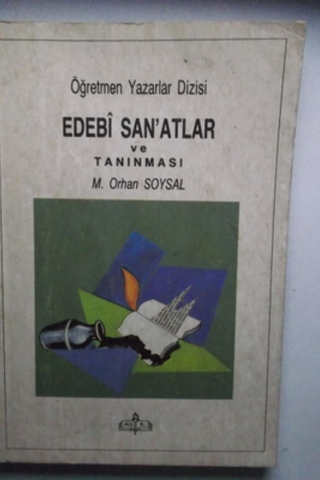 Öğretmen Yazarlar Dizisi
EDEBÎ SAN'ATLAR
ve
TANINMASI
M. Orhan SOYSAL